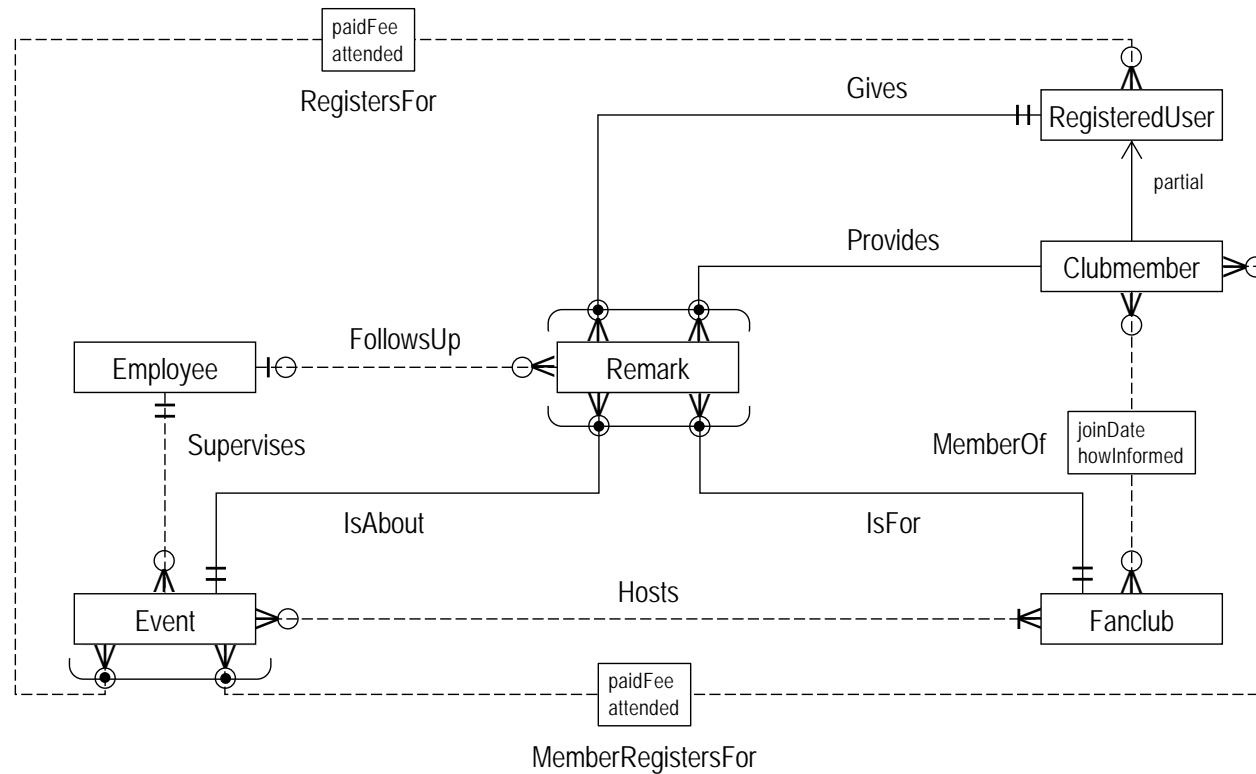 paidFee
attended
RegistersFor
Gives
RegisteredUser
partial
Provides
Clubmember
FollowsUp
Employee
Remark
Supervises
MemberOf
joinDate
howInformed
IsAbout
IsFor
Hosts
Event
Fanclub
paidFee
attended
MemberRegistersFor